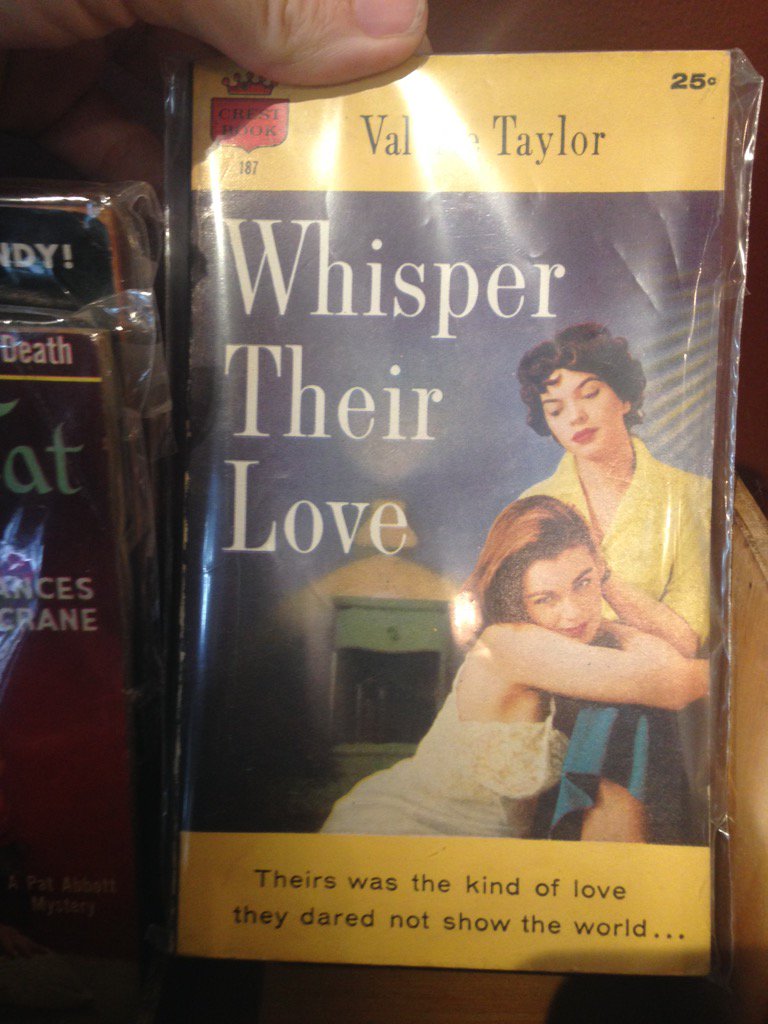 CREST
BOOK
187
25¢
Valerie Taylor
Whisper
Their
Love
Theirs was the kind of love
they dared not show the world...
NDY!
Death
at
ANCES
CRANE
A Pat Abbott
Mystery